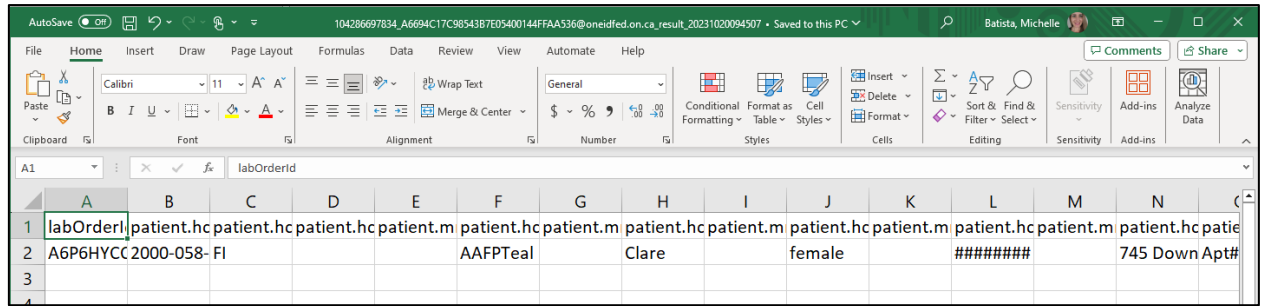 AutoSave Off 104286697834_A6694C17C98543B7E05400144FFAA536@oneidfed.on.ca_result_20231020094507 • Saved to this PC Batista, Michelle
File Home Insert Draw Page Layout Formulas Data Review View Automate Help Comments Share
Paste Calibri 11 A^ A˅ Wrap Text General Conditional Formatting Format as Table Cell Styles Insert Sort & Filter Find & Select Sensitivity Add-ins Analyze Data
B I U A Merge & Center $ % 9 Delete
Format
Clipboard Font Alignment Number Styles Cells Editing Sensitivity Add-ins
A1 fx labOrderId
A B C D E F G H I J K L M N
1 labOrderI patient.hc patient.hc patient.hc patient.m patient.hc patient.m patient.hc patient.m patient.hc patient.m patient.hc patient.m patient.hc patie
2 A6P6HYCC 2000-058- FI AAFPTeal Clare female ######## 745 Down Apt#
3